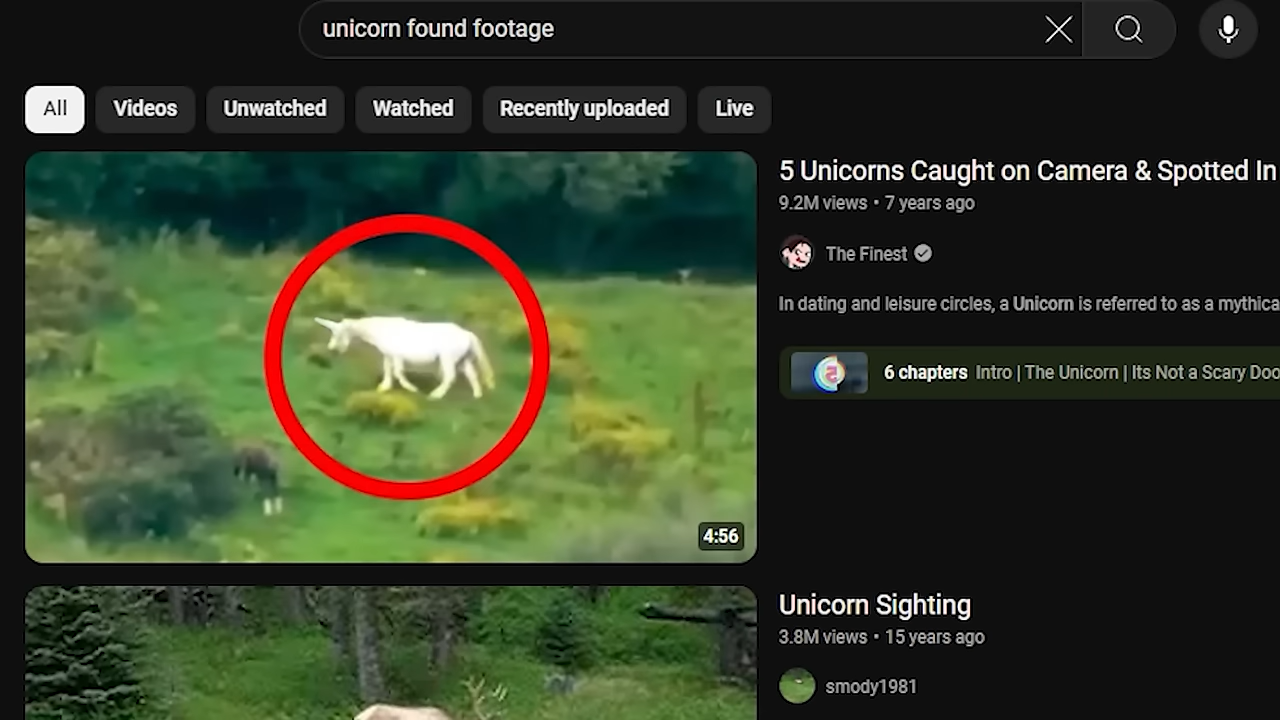 unicorn found footage
All Videos Unwatched Watched Recently uploaded Live
5 Unicorns Caught on Camera & Spotted In
9.2M views • 7 years ago
The Finest
In dating and leisure circles, a Unicorn is referred to as a mythica
6 chapters Intro | The Unicorn | Its Not a Scary Doo
4:56
Unicorn Sighting
3.8M views • 15 years ago
smody1981